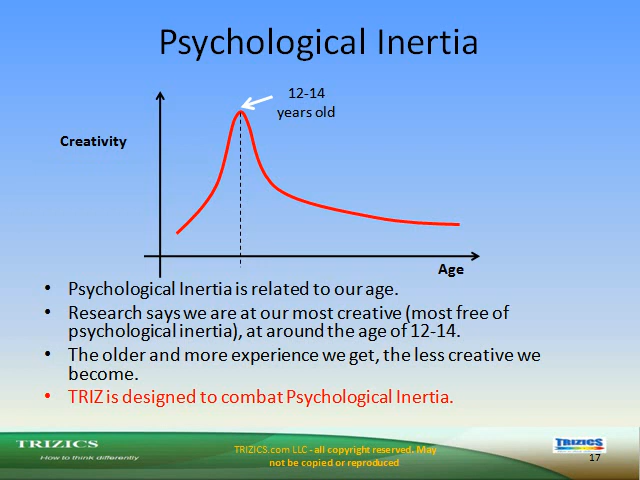 Psychological Inertia
12-14
years old
Creativity
Age
• Psychological Inertia is related to our age.
• Research says we are at our most creative (most free of
psychological inertia), at around the age of 12-14.
• The older and more experience we get, the less creative we
become.
• TRIZ is designed to combat Psychological Inertia.
TRIZICS
How to think differently
TRIZICS.com LLC - all copyright reserved. May
not be copied or reproduced
TRIZICS
17